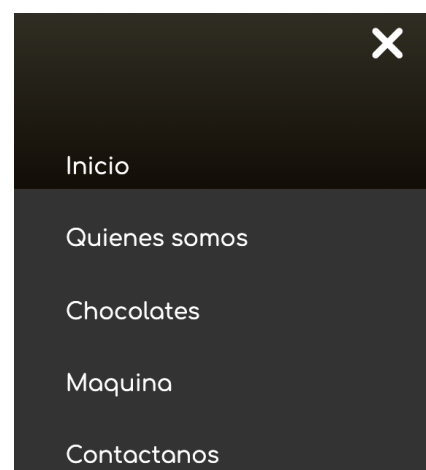 Inicio
Quienes somos
Chocolates
Maquina
Contactanos